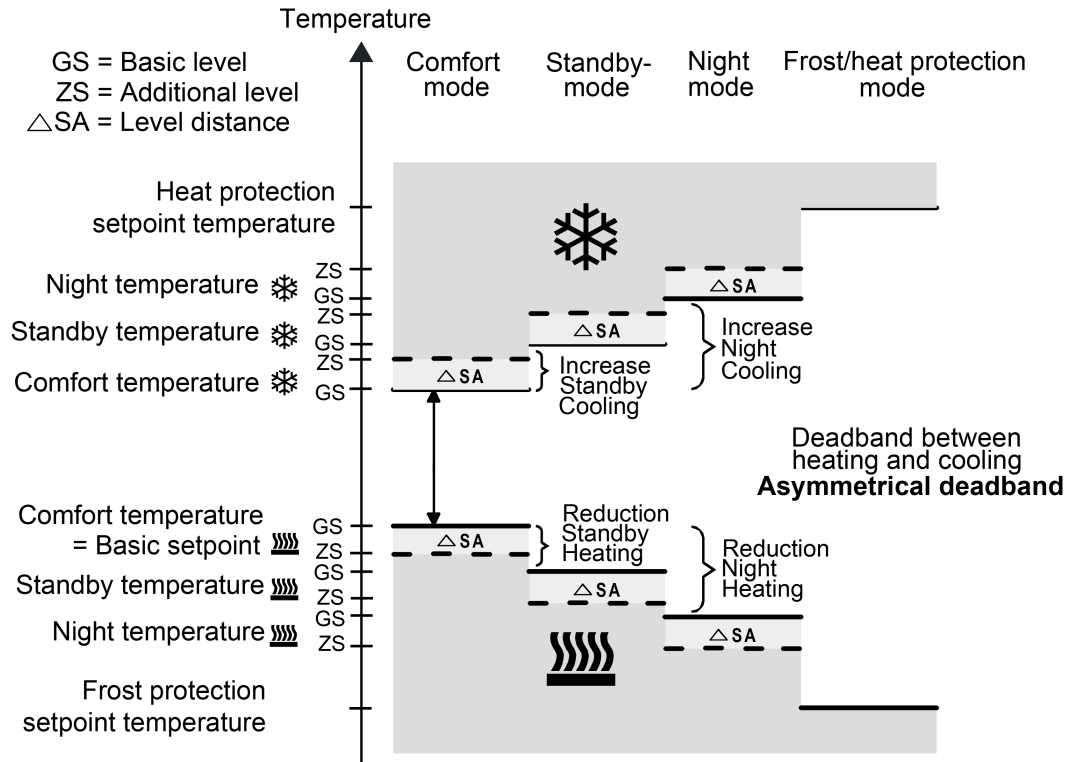 Temperature
GS = Basic level
ZS = Additional level
△SA = Level distance
Comfort
mode
Standby-
mode
Night
mode
Frost/heat protection
mode
Heat protection
setpoint temperature
Night temperature
ZS
GS
Standby temperature
ZS
GS
Comfort temperature
ZS
GS
△SA
△SA
△SA
Increase
Standby
Cooling
Increase
Night
Cooling
Deadband between
heating and cooling
Asymmetrical deadband
Comfort temperature
= Basic setpoint
GS
ZS
Standby temperature
GS
ZS
Night temperature
GS
ZS
△SA
△SA
△SA
Reduction
Standby
Heating
Reduction
Night
Heating
Frost protection
setpoint temperature